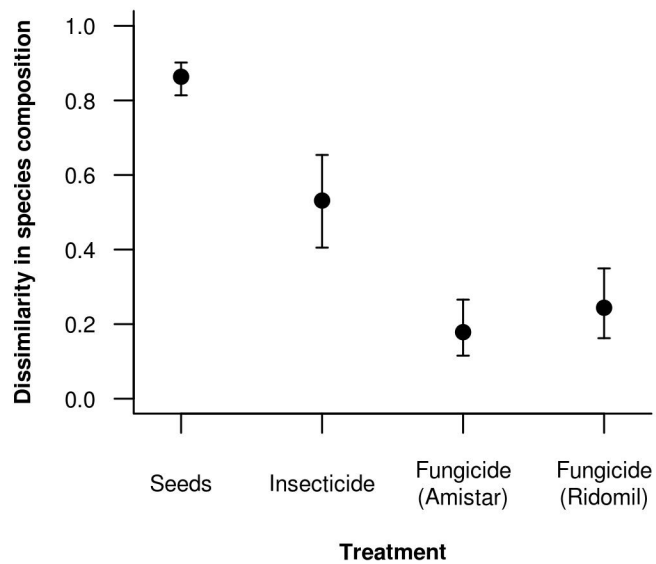 Dissimilarity in species composition
1.0
0.8
0.6
0.4
0.2
0.0
Seeds
Insecticide
Fungicide
(Amistar)
Fungicide
(Ridomil)
Treatment